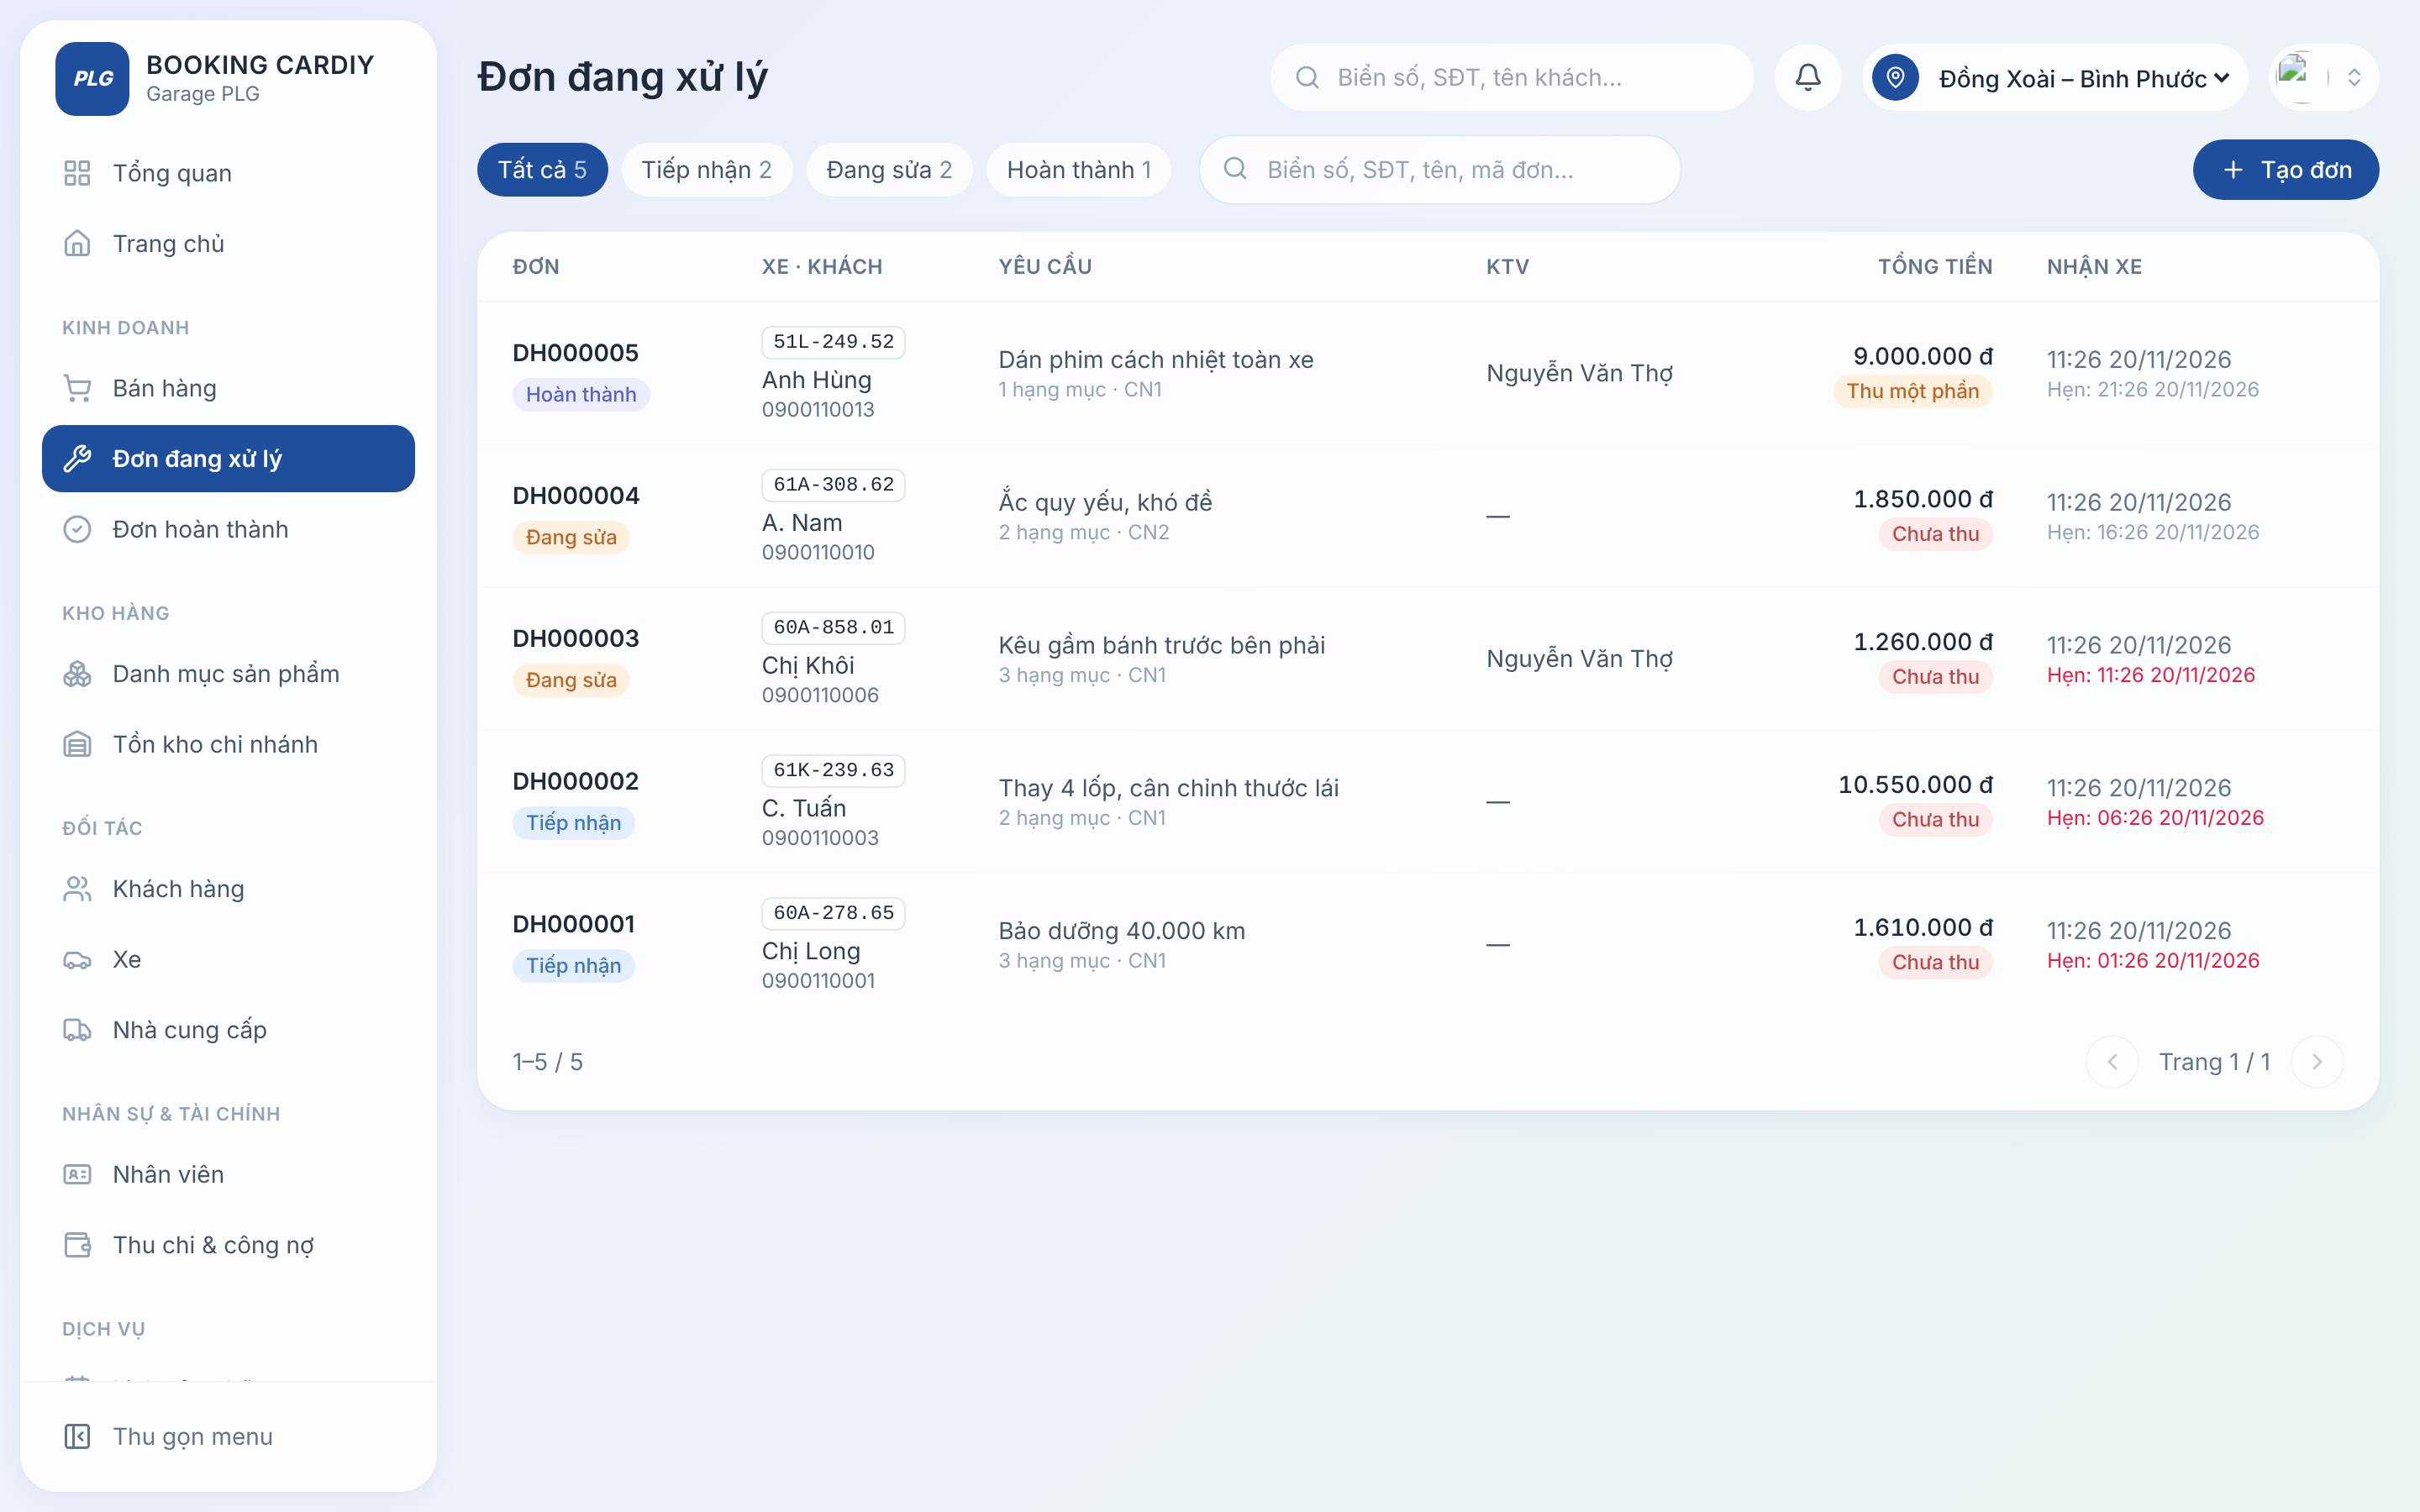 PLG
BOOKING CARDIY
Garage PLG
Tổng quan
Trang chủ
KINH DOANH
Bán hàng
Đơn đang xử lý
Đơn hoàn thành
KHO HÀNG
Danh mục sản phẩm
Tồn kho chi nhánh
ĐỐI TÁC
Khách hàng
Xe
Nhà cung cấp
NHÂN SỰ & TÀI CHÍNH
Nhân viên
Thu chi & công nợ
DỊCH VỤ
Thu gọn menu
Đơn đang xử lý
Biển số, SĐT, tên khách...
Đồng Xoài – Bình Phước
Tất cả 5
Tiếp nhận 2
Đang sửa 2
Hoàn thành 1
Biển số, SĐT, tên, mã đơn...
Tạo đơn
ĐƠN
XE · KHÁCH
YÊU CẦU
KTV
TỔNG TIỀN
NHẬN XE
DH000005
Hoàn thành
51L-249.52
Anh Hùng
0900110013
Dán phim cách nhiệt toàn xe
1 hạng mục · CN1
Nguyễn Văn Thợ
9.000.000 đ
Thu một phần
11:26 20/11/2026
Hẹn: 21:26 20/11/2026
DH000004
Đang sửa
61A-308.62
A. Nam
0900110010
Ắc quy yếu, khó đề
2 hạng mục · CN2
—
1.850.000 đ
Chưa thu
11:26 20/11/2026
Hẹn: 16:26 20/11/2026
DH000003
Đang sửa
60A-858.01
Chị Khôi
0900110006
Kêu gầm bánh trước bên phải
3 hạng mục · CN1
Nguyễn Văn Thợ
1.260.000 đ
Chưa thu
11:26 20/11/2026
Hẹn: 11:26 20/11/2026
DH000002
Tiếp nhận
61K-239.63
C. Tuấn
0900110003
Thay 4 lốp, cân chỉnh thước lái
2 hạng mục · CN1
—
10.550.000 đ
Chưa thu
11:26 20/11/2026
Hẹn: 06:26 20/11/2026
DH000001
Tiếp nhận
60A-278.65
Chị Long
0900110001
Bảo dưỡng 40.000 km
3 hạng mục · CN1
—
1.610.000 đ
Chưa thu
11:26 20/11/2026
Hẹn: 01:26 20/11/2026
1–5 / 5
Trang 1 / 1